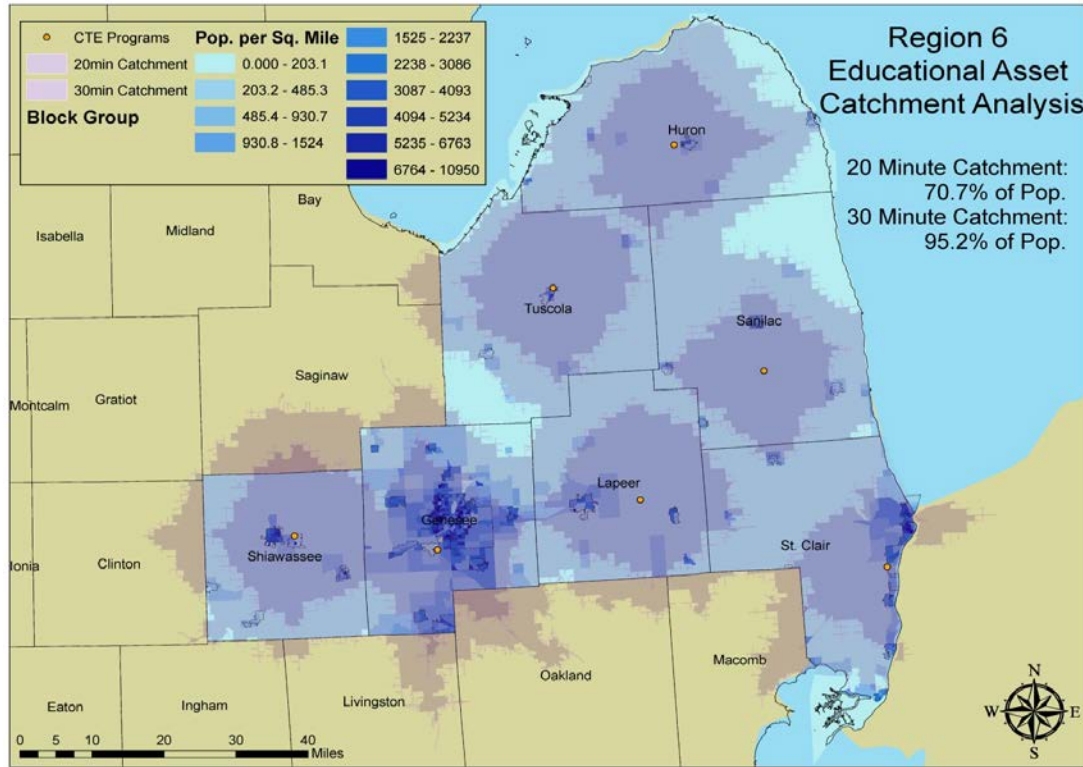 CTE Programs
20min Catchment
30min Catchment
Block Group
Pop. per Sq. Mile
0.000 - 203.1
203.2 - 485.3
485.4 - 930.7
930.8 - 1524
1525 - 2237
2238 - 3086
3087 - 4093
4094 - 5234
5235 - 6763
6764 - 10950
Region 6
Educational Asset
Catchment Analysis
20 Minute Catchment:
70.7% of Pop.
30 Minute Catchment:
95.2% of Pop.
Huron
Bay
Midland
Isabella
Tuscola
Sanilac
Saginaw
Gratiot
Montcalm
Lapeer
Genesee
St. Clair
Shiawassee
Clinton
Ionia
Macomb
Oakland
Livingston
Ingham
Eaton
N
W E
S
0 5 10 20 30 40
Miles